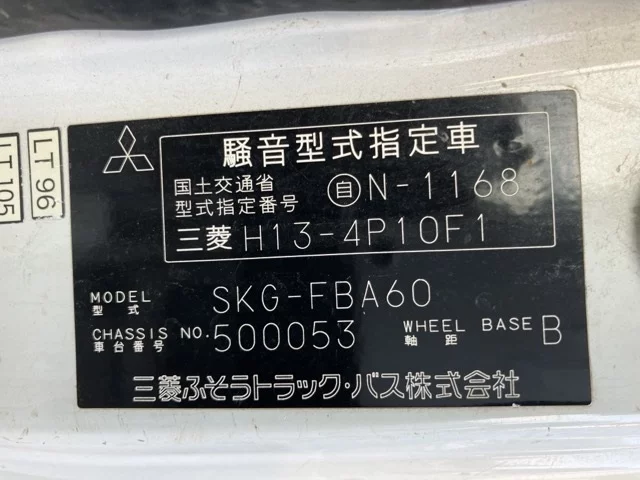 騒音型式指定車
国土交通省
型式指定番号
自 N-1168
三菱 H13-4P10F1
MODEL SKG-FBA60
型式
CHASSIS NO. 500053 WHEEL BASE B
車台番号 軸距
三菱ふそうトラック・バス株式会社
LT 96
LT 105